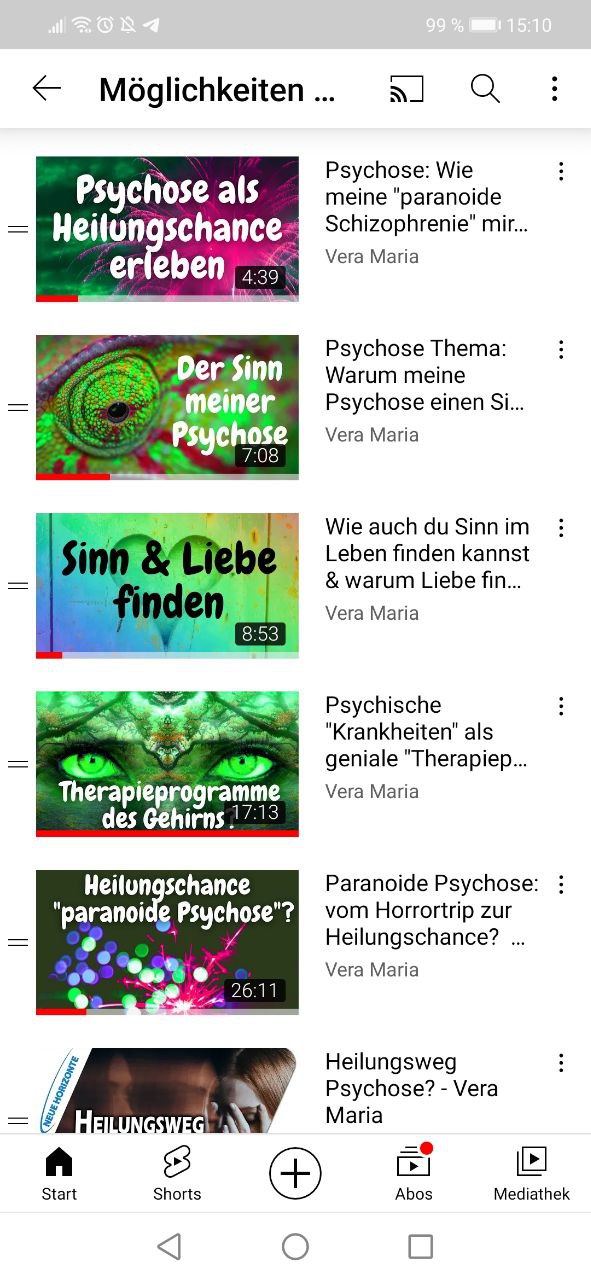 99 % 15:10
Möglichkeiten ...
Psychose als
Heilungschance
erleben
4:39
Psychose: Wie
meine "paranoide
Schizophrenie" mir...
Vera Maria
Der Sinn
meiner
Psychose
7:08
Psychose Thema:
Warum meine
Psychose einen Si...
Vera Maria
Sinn & Liebe
finden
8:53
Wie auch du Sinn im
Leben finden kannst
& warum Liebe fin...
Vera Maria
Therapieprogramme
des Gehirns?
17:13
Psychische
"Krankheiten" als
geniale "Therapiep...
Vera Maria
Heilungschance
"paranoide Psychose"?
26:11
Paranoide Psychose:
vom Horrortrip zur
Heilungschance? ...
Vera Maria
NEUE HORIZONTE
HEILUNGSWEG
Heilungsweg
Psychose? - Vera
Maria
Start
Shorts
Abos
Mediathek